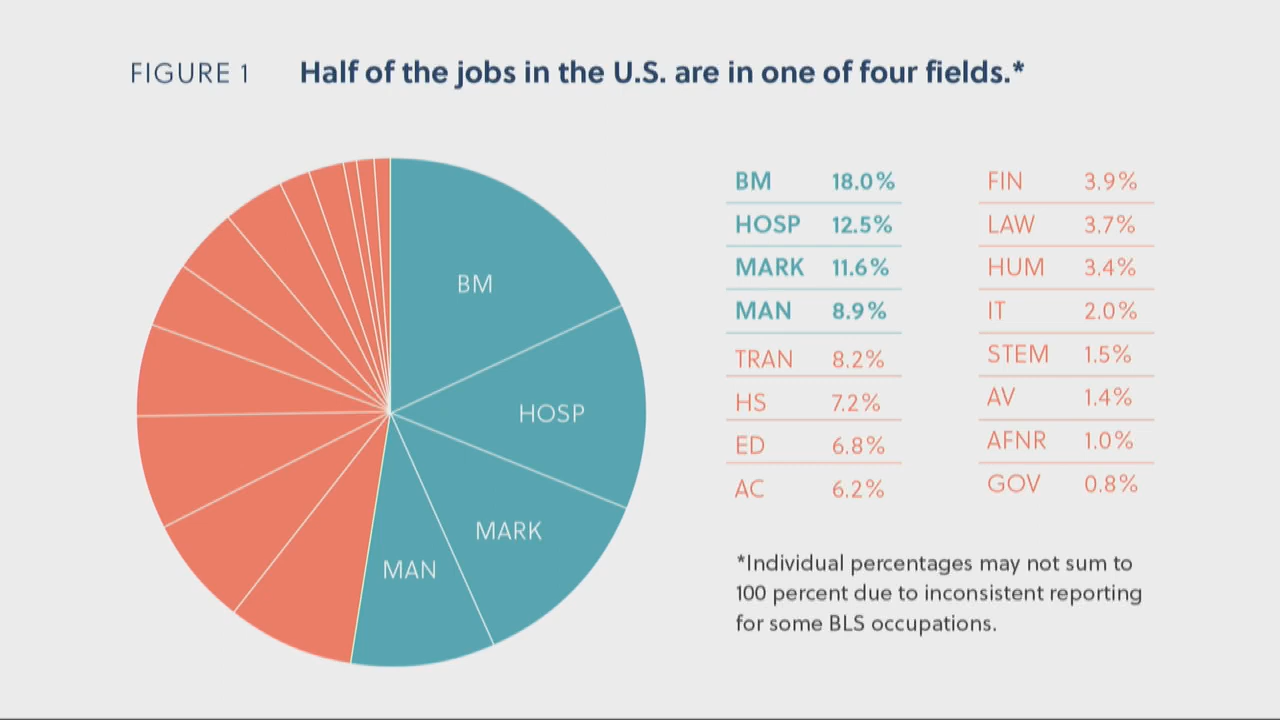 FIGURE 1 Half of the jobs in the U.S. are in one of four fields.*
BM
HOSP
MARK
MAN
BM 18.0%
HOSP 12.5%
MARK 11.6%
MAN 8.9%
TRAN 8.2%
HS 7.2%
ED 6.8%
AC 6.2%
FIN 3.9%
LAW 3.7%
HUM 3.4%
IT 2.0%
STEM 1.5%
AV 1.4%
AFNR 1.0%
GOV 0.8%
*Individual percentages may not sum to
100 percent due to inconsistent reporting
for some BLS occupations.